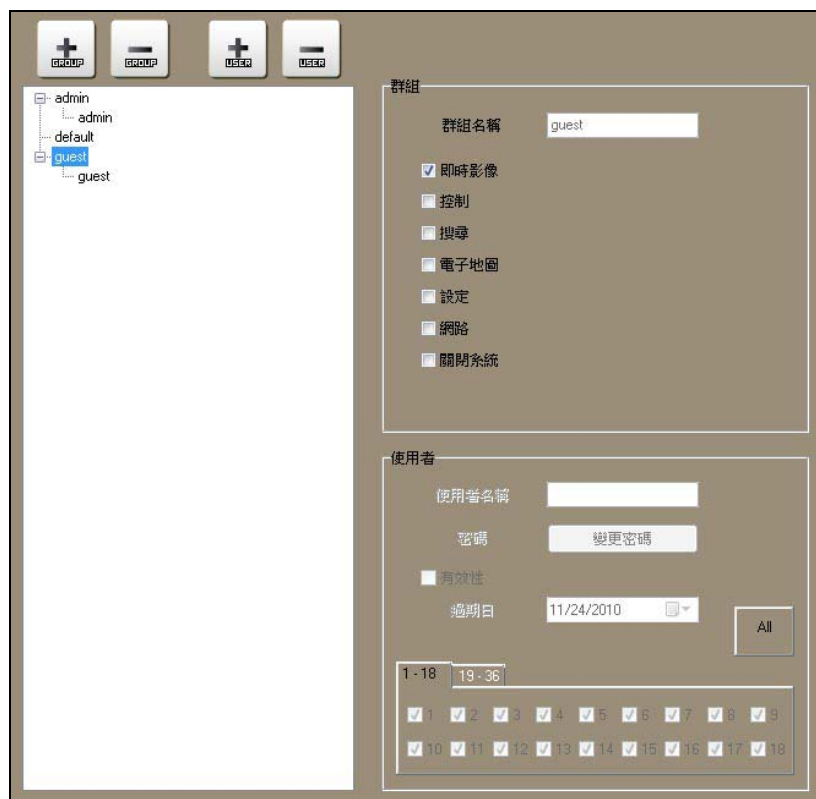 GROUP GROUP USER USER
admin
admin
default
guest
guest
群組
群組名稱 guest
即時影像
控制
搜尋
電子地圖
設定
網路
關閉系統
使用者
使用者名稱
密碼 變更密碼
有效性
過期日 11/24/2010
All
1 - 18 19 - 36
1 2 3 4 5 6 7 8 9
10 11 12 13 14 15 16 17 18